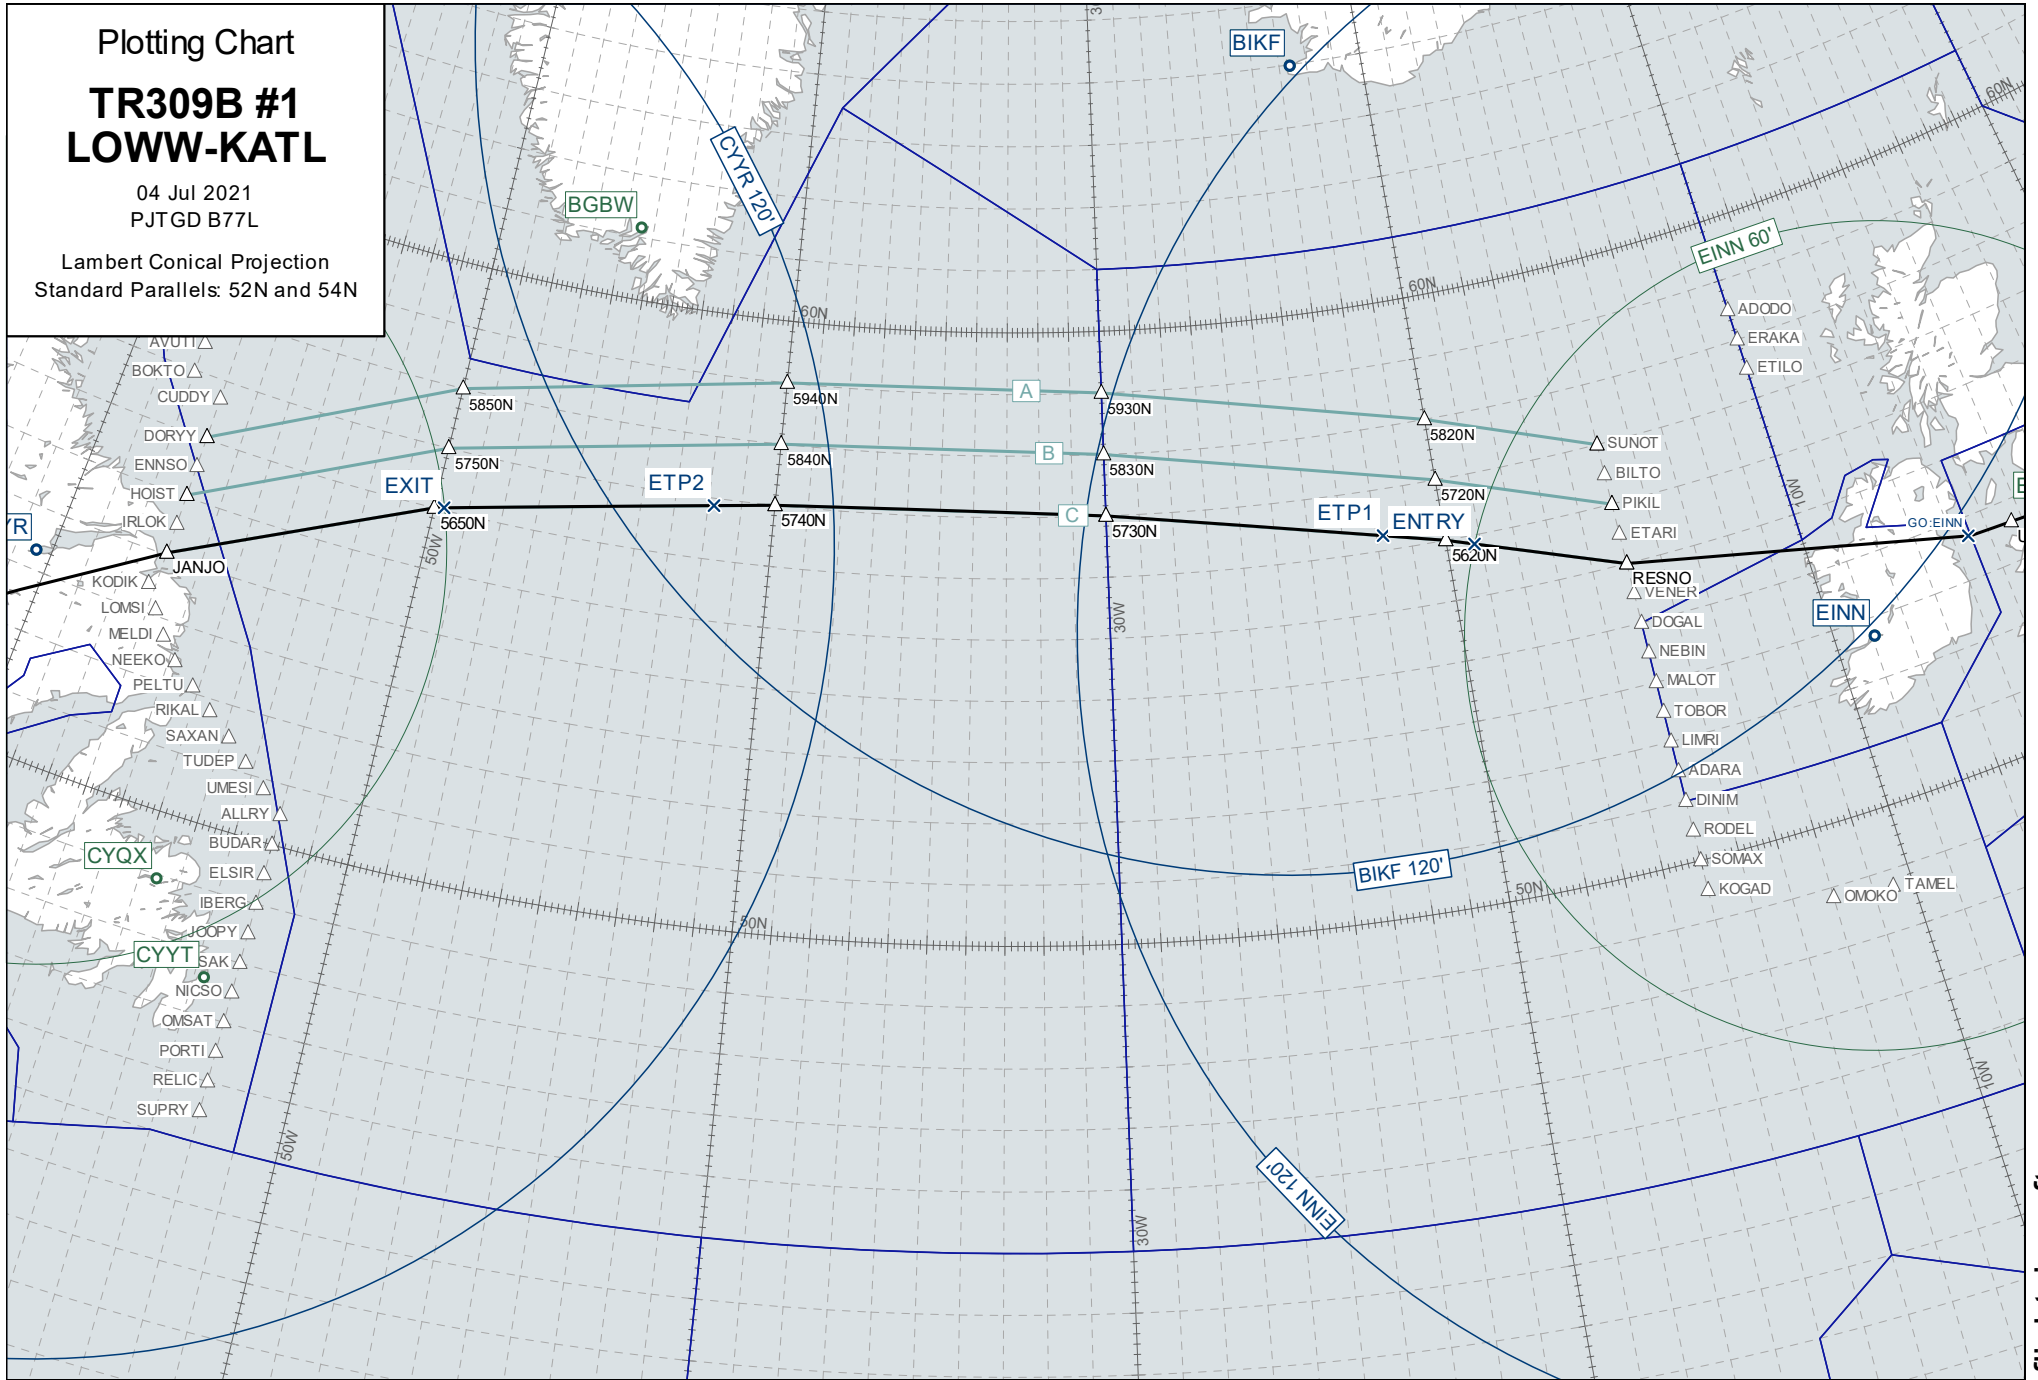 Plotting Chart
TR309B #1
LOWW-KATL
04 Jul 2021
PJTGD B77L
Lambert Conical Projection
Standard Parallels: 52N and 54N
BIKF
60N
CYYR 120'
BGBW
EINN 60'
60N
60N
ADODO
ERAKA
ETILO
AVUTI
BOKTO
CUDDY
DORYY
ENNSO
HOIST
IRLOK
JANJO
KODIK
LOMSI
MELDI
NEEKO
PELTU
RIKAL
SAXAN
TUDEP
UMESI
ALLRY
BUDAR
ELSIR
IBERG
JOOPY
SAK
NICSO
OMSAT
PORTI
RELIC
SUPRY
YR
CYQX
CYYT
5850N
5940N
A
5930N
5820N
SUNOT
BILTO
5750N
5840N
B
5830N
5720N
PIKIL
ETARI
EXIT
5650N
ETP2
5740N
C
5730N
ETP1
ENTRY
5620N
RESNO
VENER
DOGAL
NEBIN
MALOT
TOBOR
LIMRI
ADARA
DINIM
RODEL
SOMAX
KOGAD
OMOKO
TAMEL
GO:EINN
EINN
10W
50W
30W
50N
50N
BIKF 120'
EINN 120'
50W
30W
10W